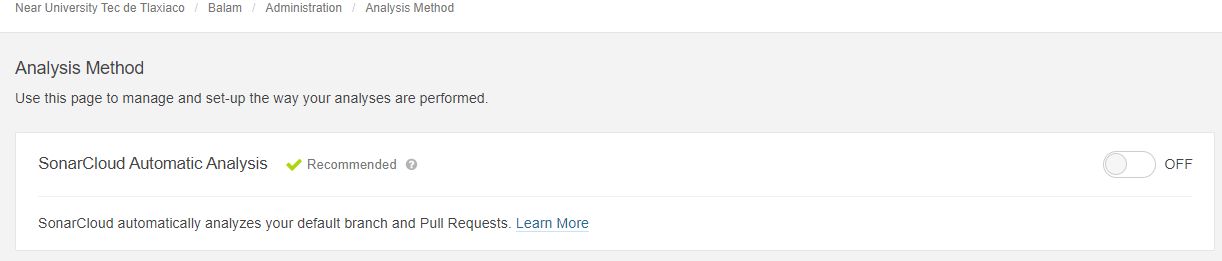 Near University Tec de Tlaxiaco / Balam / Administration / Analysis Method
Analysis Method
Use this page to manage and set-up the way your analyses are performed.
SonarCloud Automatic Analysis Recommended ? OFF
SonarCloud automatically analyzes your default branch and Pull Requests. Learn More